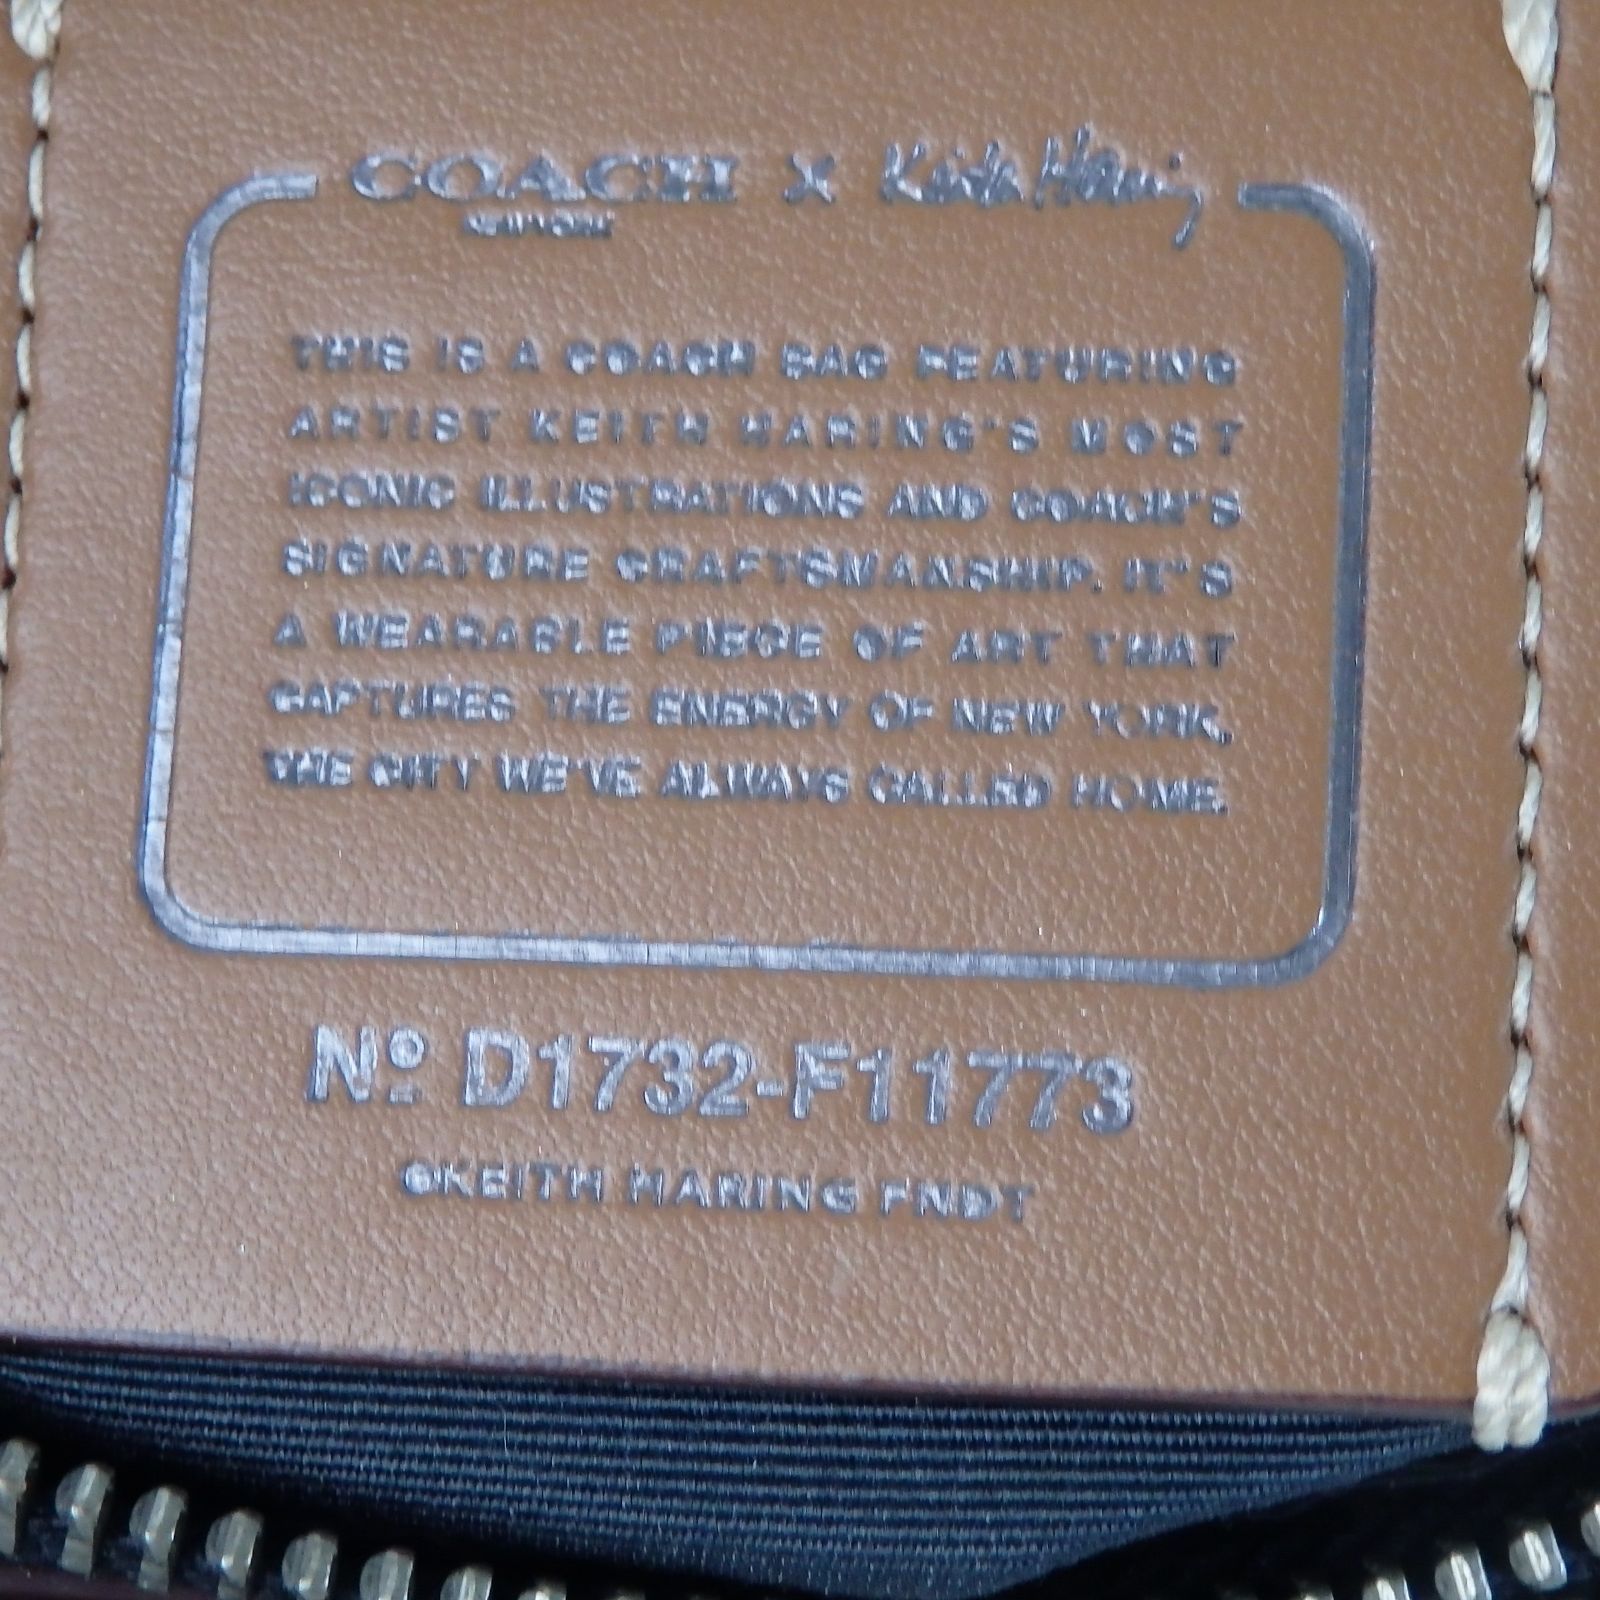 COACH x Keith Haring
NEW YORK
THIS IS A COACH BAG FEATURING
ARTIST KEITH HARING'S MOST
ICONIC ILLUSTRATIONS AND COACH'S
SIGNATURE CRAFTSMANSHIP. IT'S
A WEARABLE PIECE OF ART THAT
CAPTURES THE ENERGY OF NEW YORK,
THE CITY WE'VE ALWAYS CALLED HOME.
Nº D1732-F11773
©KEITH HARING FNDT